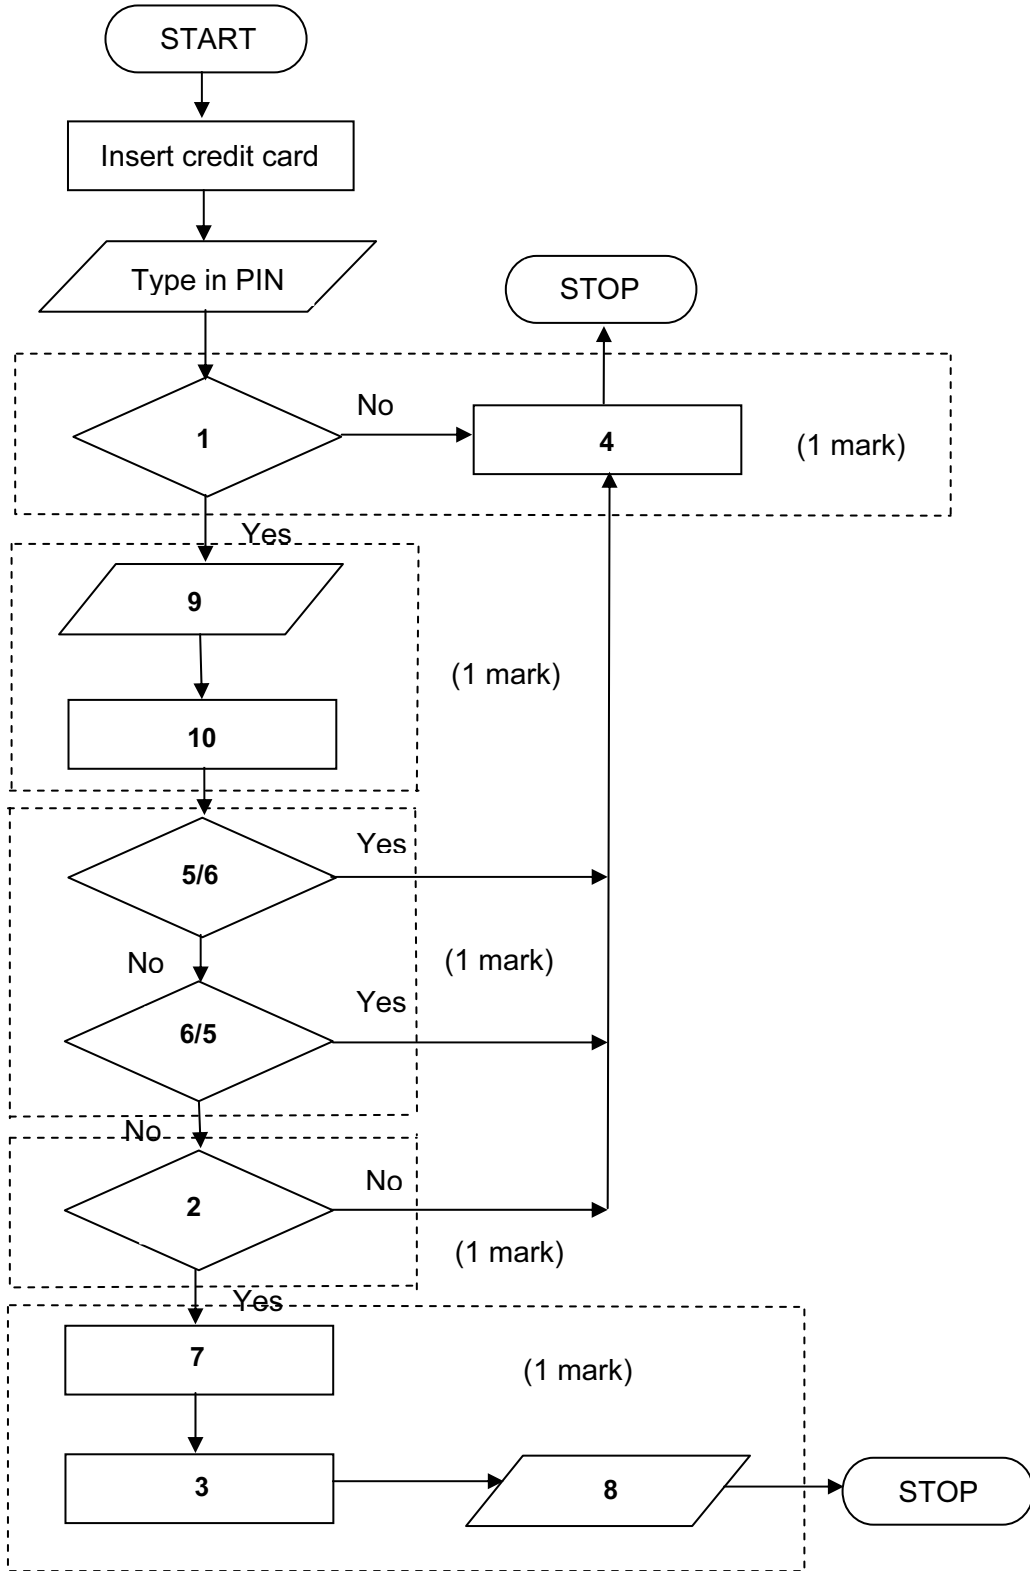 START
Insert credit card
Type in PIN
STOP
No
1
4
(1 mark)
Yes
9
(1 mark)
10
Yes
5/6
No
(1 mark)
Yes
6/5
No
No
2
(1 mark)
Yes
7
(1 mark)
3
8
STOP